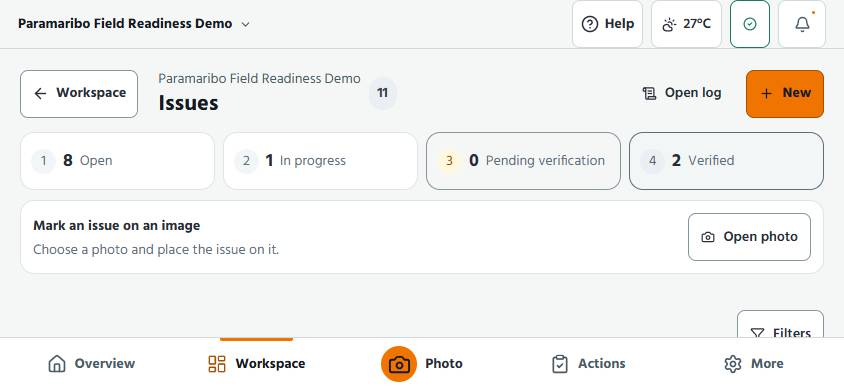 Paramaribo Field Readiness Demo
Help
27°C
Workspace
Paramaribo Field Readiness Demo
Issues
11
Open log
New
1 8 Open
2 1 In progress
3 0 Pending verification
4 2 Verified
Mark an issue on an image
Choose a photo and place the issue on it.
Open photo
Filters
Overview
Workspace
Photo
Actions
More